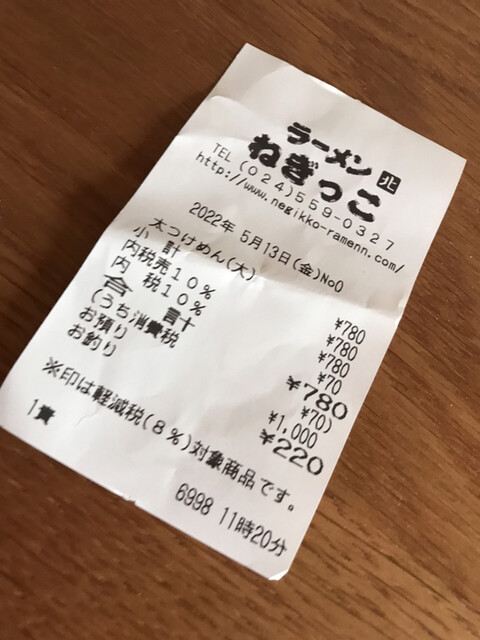 ラーメン 北
ねぎっこ
TEL (024)559-0327
http://www.negikko-ramenn.com/
2022年 5月13日(金)No0
太つけめん(大) ¥780
小 計 ¥780
内税売10% ¥780
内 税10% ¥70
合 計 ¥780
(うち消費税 ¥70)
お預り ¥1,000
お釣り ¥220
※印は軽減税(8%)対象商品です。
1責
6998 11時20分